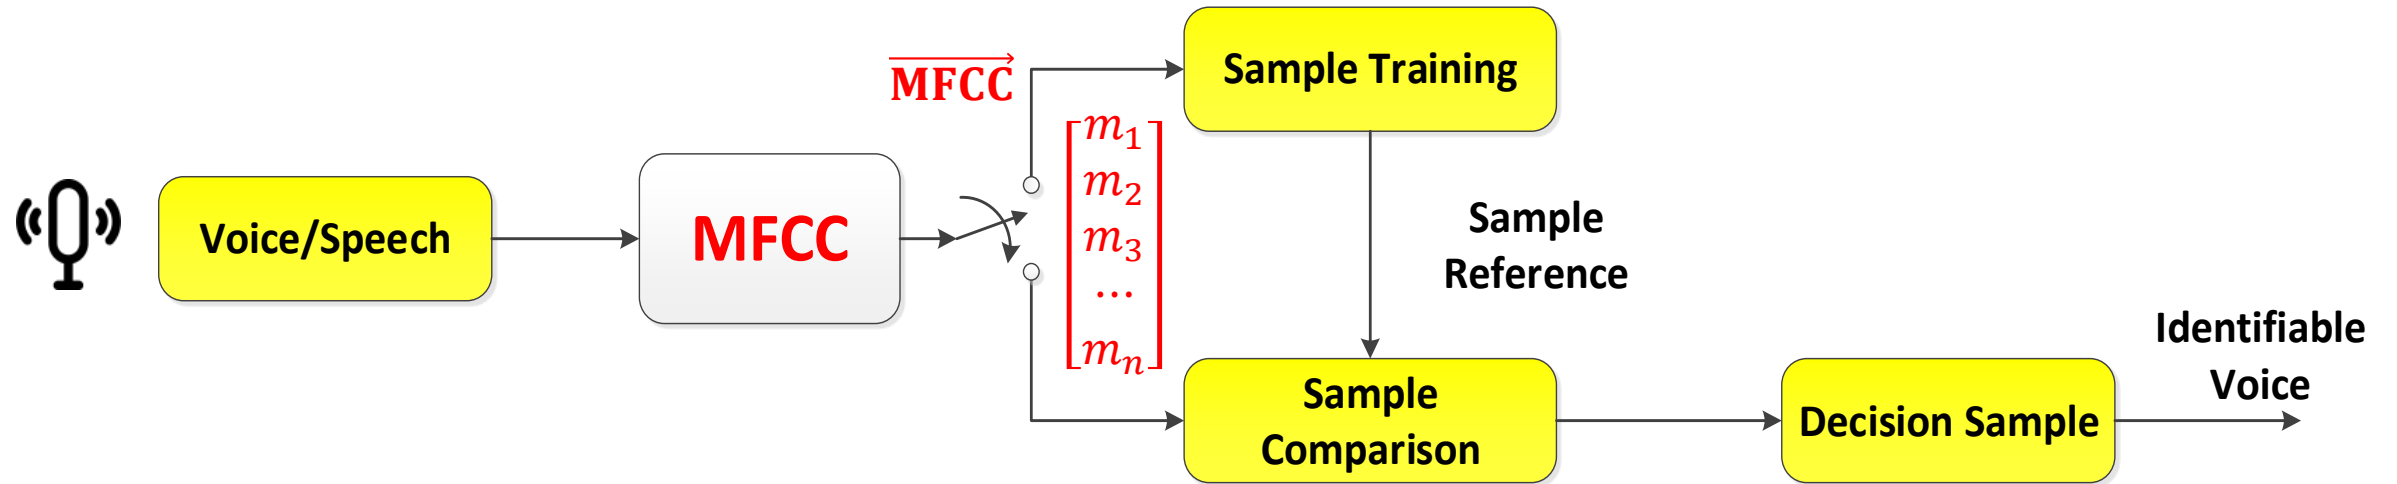 Voice/Speech
MFCC
MFCC
m₁
m₂
m₃
...
mₙ
Sample Training
Sample
Reference
Sample
Comparison
Decision Sample
Identifiable
Voice